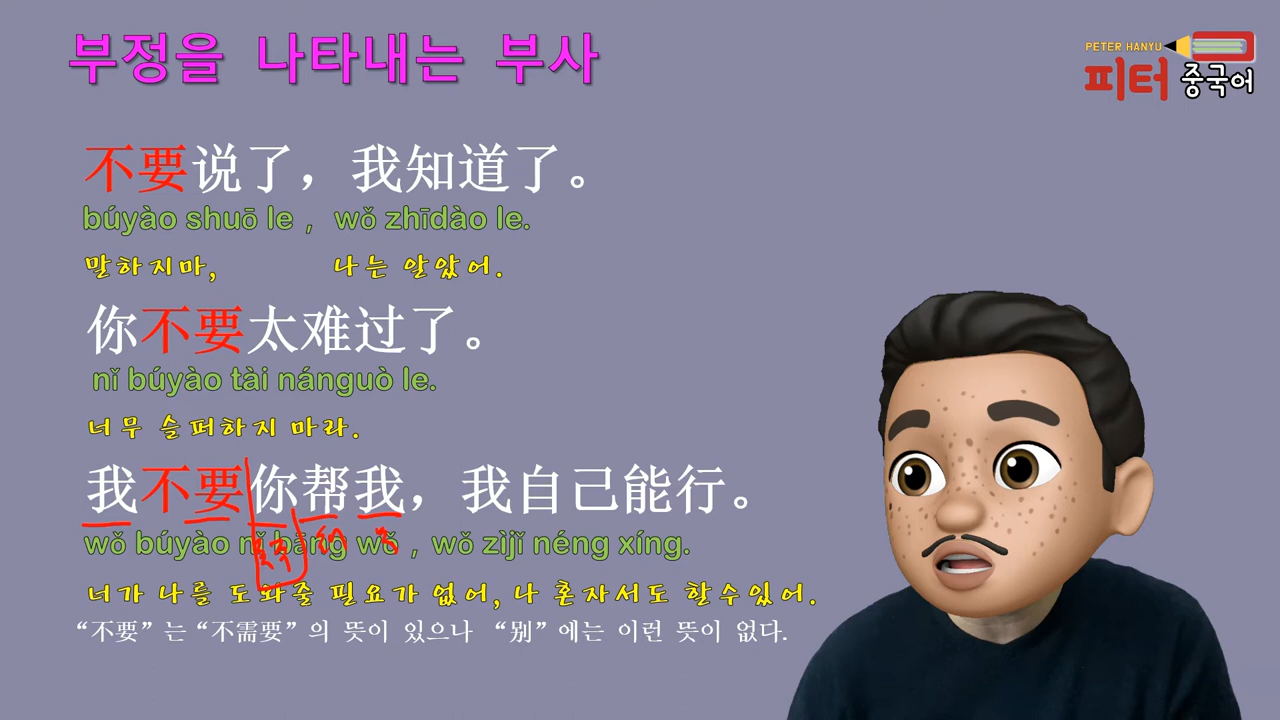 부정을 나타내는 부사
PETER HANYU
피터 중국어
不要说了，我知道了。
búyào shuō le， wǒ zhīdào le.
말하지마, 나는 알았어.
你不要太难过了。
nǐ búyào tài nánguò le.
너무 슬퍼하지 마라.
我不要你帮我，我自己能行。
wǒ búyào nǐ bāng wǒ，wǒ zìjǐ néng xíng.
너가 나를 도와줄 필요가 없어, 나 혼자서도 할수있어.
“不要”는 “不需要”의 뜻이 있으나 “别”에는 이런 뜻이 없다.